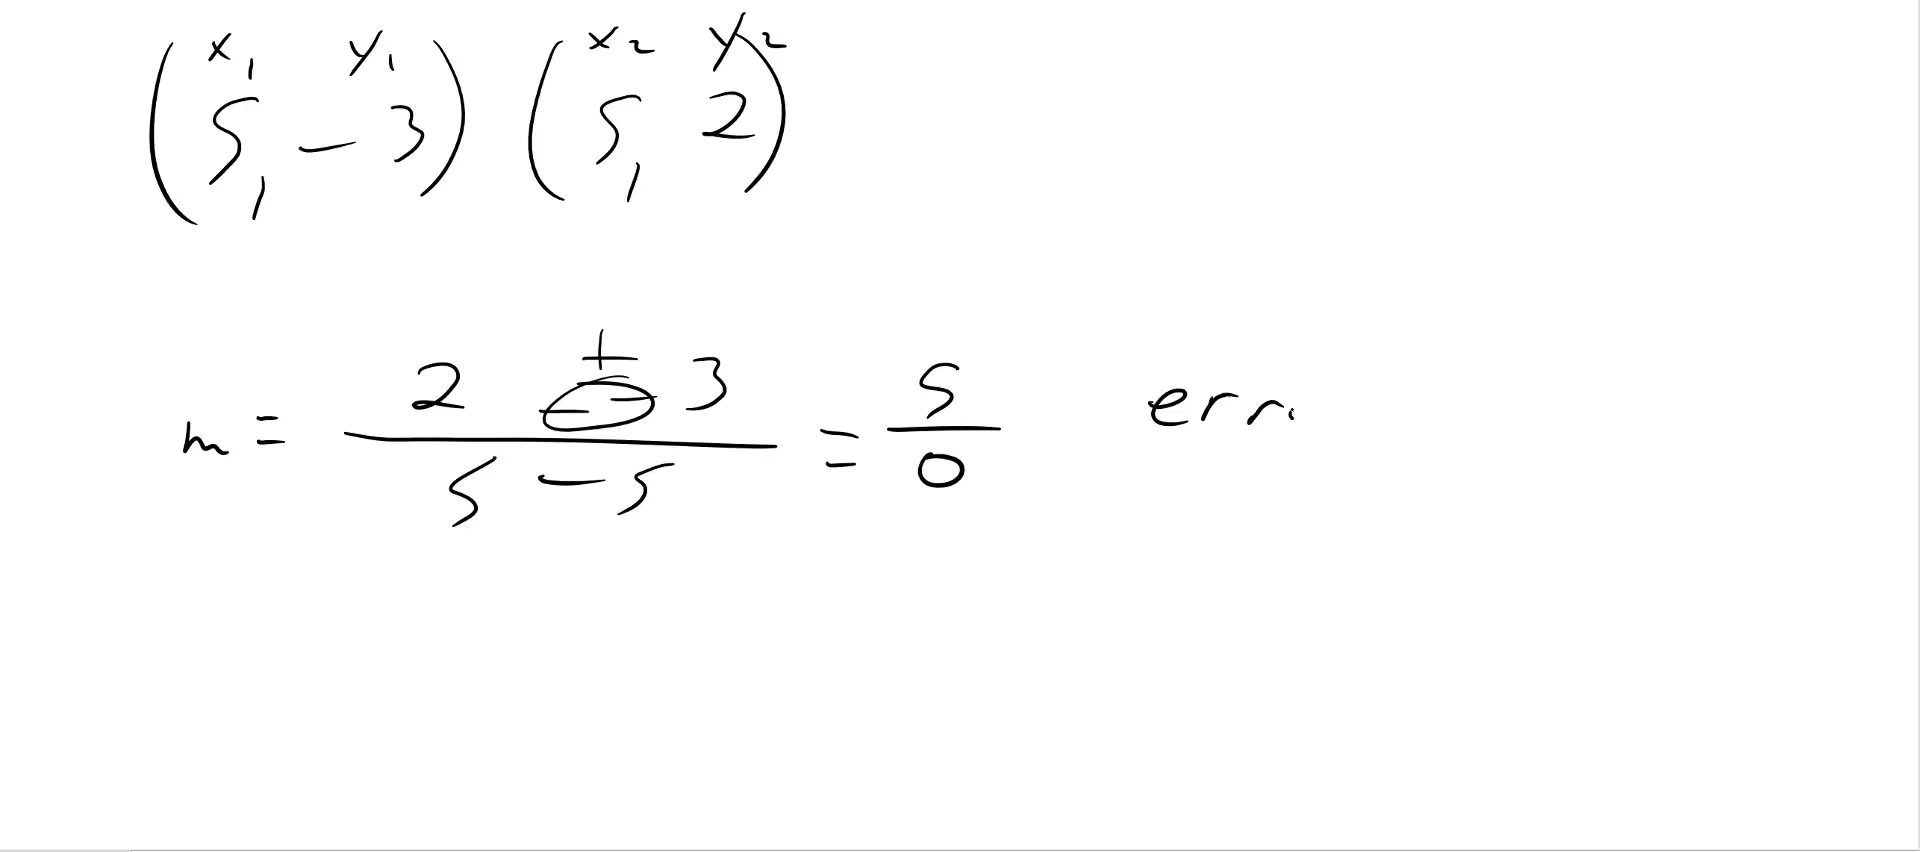 x₁ y₁ x₂ y₂
(5, -3) (5, 2)
+
m = 2 - - 3 / 5 - 5 = 5 / 0 err